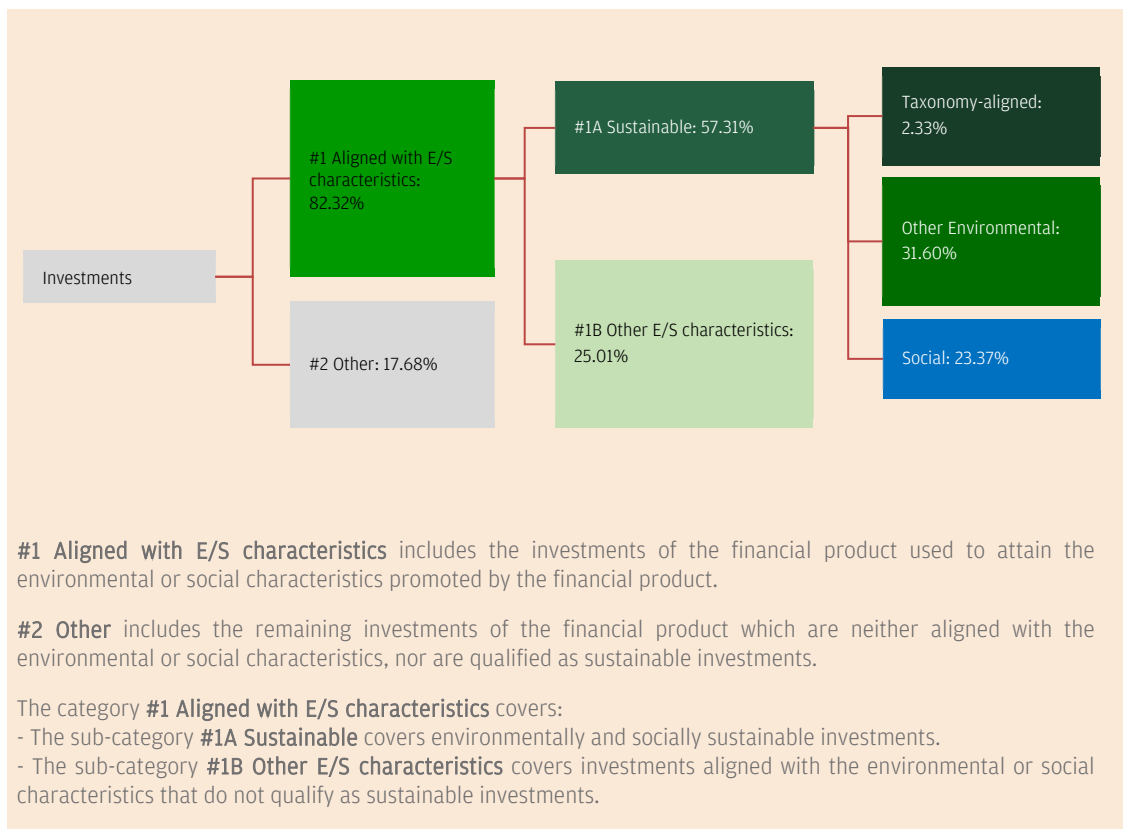 Investments
#1 Aligned with E/S
characteristics:
82.32%
#2 Other: 17.68%
#1A Sustainable: 57.31%
#1B Other E/S characteristics:
25.01%
Taxonomy-aligned:
2.33%
Other Environmental:
31.60%
Social: 23.37%
#1 Aligned with E/S characteristics includes the investments of the financial product used to attain the
environmental or social characteristics promoted by the financial product.
#2 Other includes the remaining investments of the financial product which are neither aligned with the
environmental or social characteristics, nor are qualified as sustainable investments.
The category #1 Aligned with E/S characteristics covers:
- The sub-category #1A Sustainable covers environmentally and socially sustainable investments.
- The sub-category #1B Other E/S characteristics covers investments aligned with the environmental or social
characteristics that do not qualify as sustainable investments.